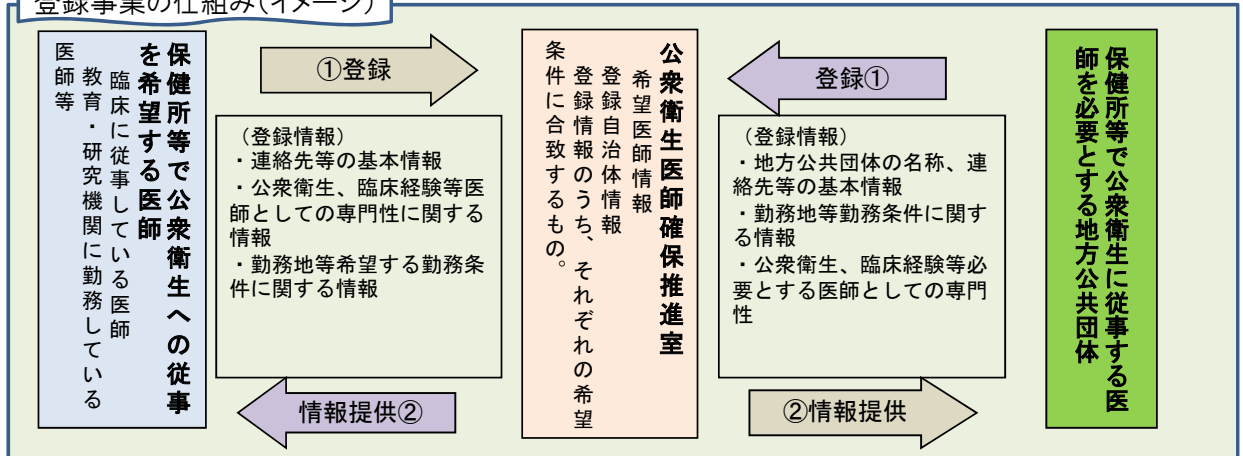 登録事業の仕組み(イメージ)
保健所等で公衆衛生への従事
を希望する医師
臨床に従事している医師
教育・研究機関に勤務している
医師等
①登録
(登録情報)
・連絡先等の基本情報
・公衆衛生、臨床経験等医
師としての専門性に関する
情報
・勤務地等希望する勤務条
件に関する情報
情報提供②
公衆衛生医師確保推進室
希望医師情報
登録自治体情報
登録情報のうち、それぞれの希望
条件に合致するもの。
登録①
(登録情報)
・地方公共団体の名称、連
絡先等の基本情報
・勤務地等勤務条件に関す
る情報
・公衆衛生、臨床経験等必
要とする医師としての専門
性
②情報提供
保健所等で公衆衛生に従事する医
師を必要とする地方公共団体